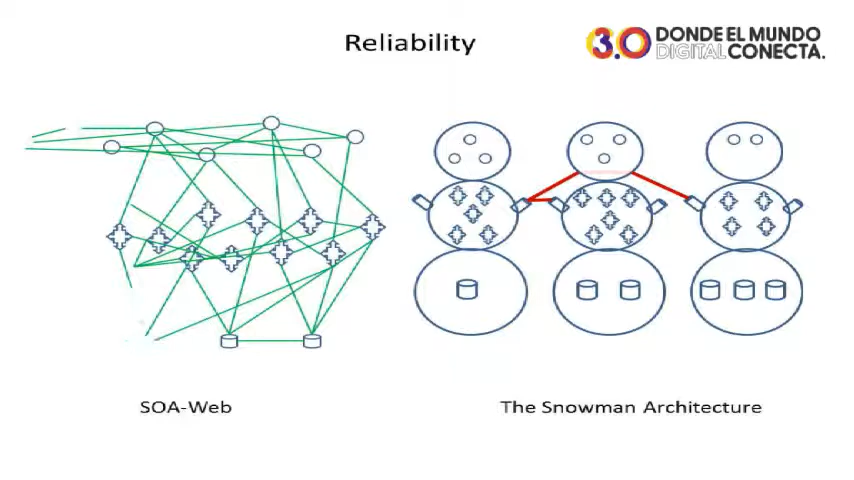 Reliability
3.0 DONDE EL MUNDO
DIGITAL CONECTA.
SOA-Web
The Snowman Architecture